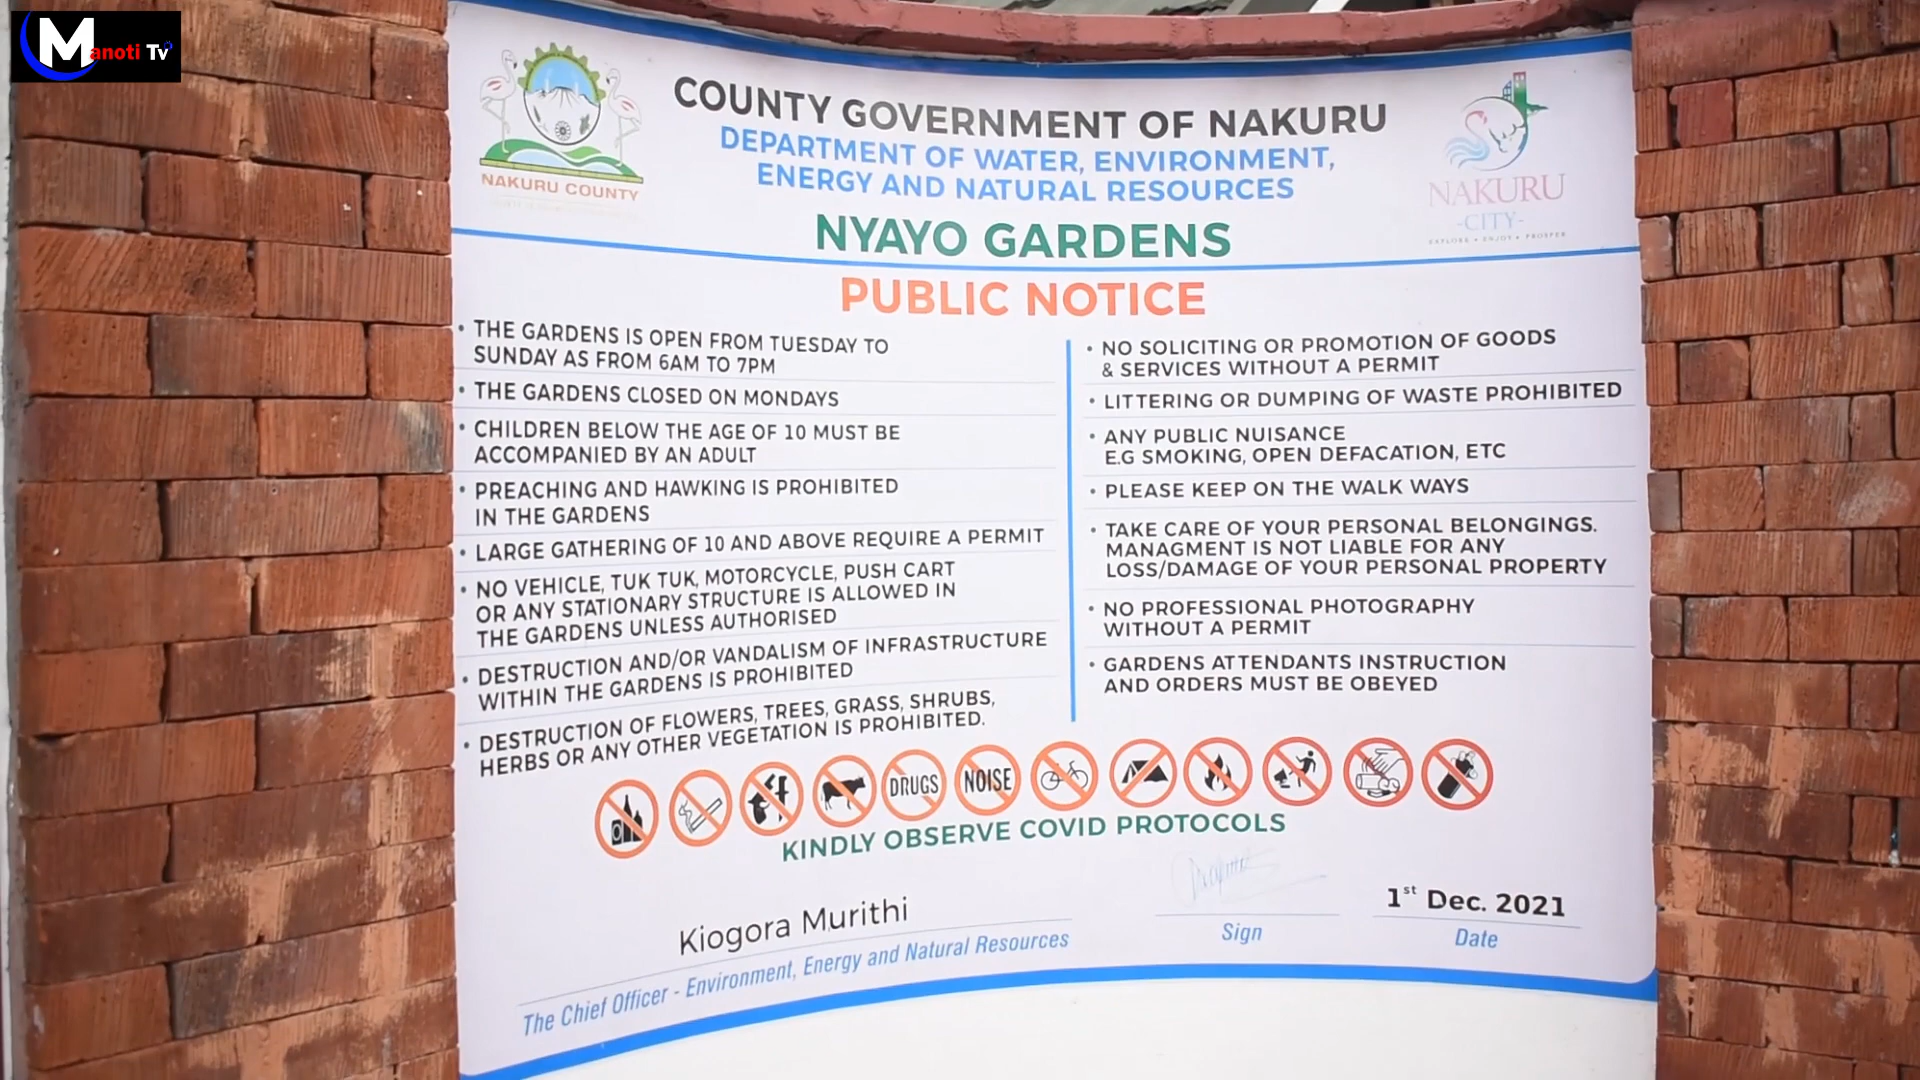 Manoti Tv
NAKURU COUNTY
COUNTY GOVERNMENT OF NAKURU
DEPARTMENT OF WATER, ENVIRONMENT,
ENERGY AND NATURAL RESOURCES
NYAYO GARDENS
NAKURU
-CITY-
EXPLORE • ENJOY • PROSPER
PUBLIC NOTICE
• THE GARDENS IS OPEN FROM TUESDAY TO
SUNDAY AS FROM 6AM TO 7PM
• THE GARDENS CLOSED ON MONDAYS
• CHILDREN BELOW THE AGE OF 10 MUST BE
ACCOMPANIED BY AN ADULT
• PREACHING AND HAWKING IS PROHIBITED
IN THE GARDENS
• LARGE GATHERING OF 10 AND ABOVE REQUIRE A PERMIT
• NO VEHICLE, TUK TUK, MOTORCYCLE, PUSH CART
OR ANY STATIONARY STRUCTURE IS ALLOWED IN
THE GARDENS UNLESS AUTHORISED
• DESTRUCTION AND/OR VANDALISM OF INFRASTRUCTURE
WITHIN THE GARDENS IS PROHIBITED
• DESTRUCTION OF FLOWERS, TREES, GRASS, SHRUBS,
HERBS OR ANY OTHER VEGETATION IS PROHIBITED.
• NO SOLICITING OR PROMOTION OF GOODS
& SERVICES WITHOUT A PERMIT
• LITTERING OR DUMPING OF WASTE PROHIBITED
• ANY PUBLIC NUISANCE
E.G SMOKING, OPEN DEFACATION, ETC
• PLEASE KEEP ON THE WALK WAYS
• TAKE CARE OF YOUR PERSONAL BELONGINGS.
MANAGMENT IS NOT LIABLE FOR ANY
LOSS/DAMAGE OF YOUR PERSONAL PROPERTY
• NO PROFESSIONAL PHOTOGRAPHY
WITHOUT A PERMIT
• GARDENS ATTENDANTS INSTRUCTION
AND ORDERS MUST BE OBEYED
DRUGS
NOISE
KINDLY OBSERVE COVID PROTOCOLS
Kiogora Murithi
The Chief Officer - Environment, Energy and Natural Resources
Sign
1st Dec. 2021
Date